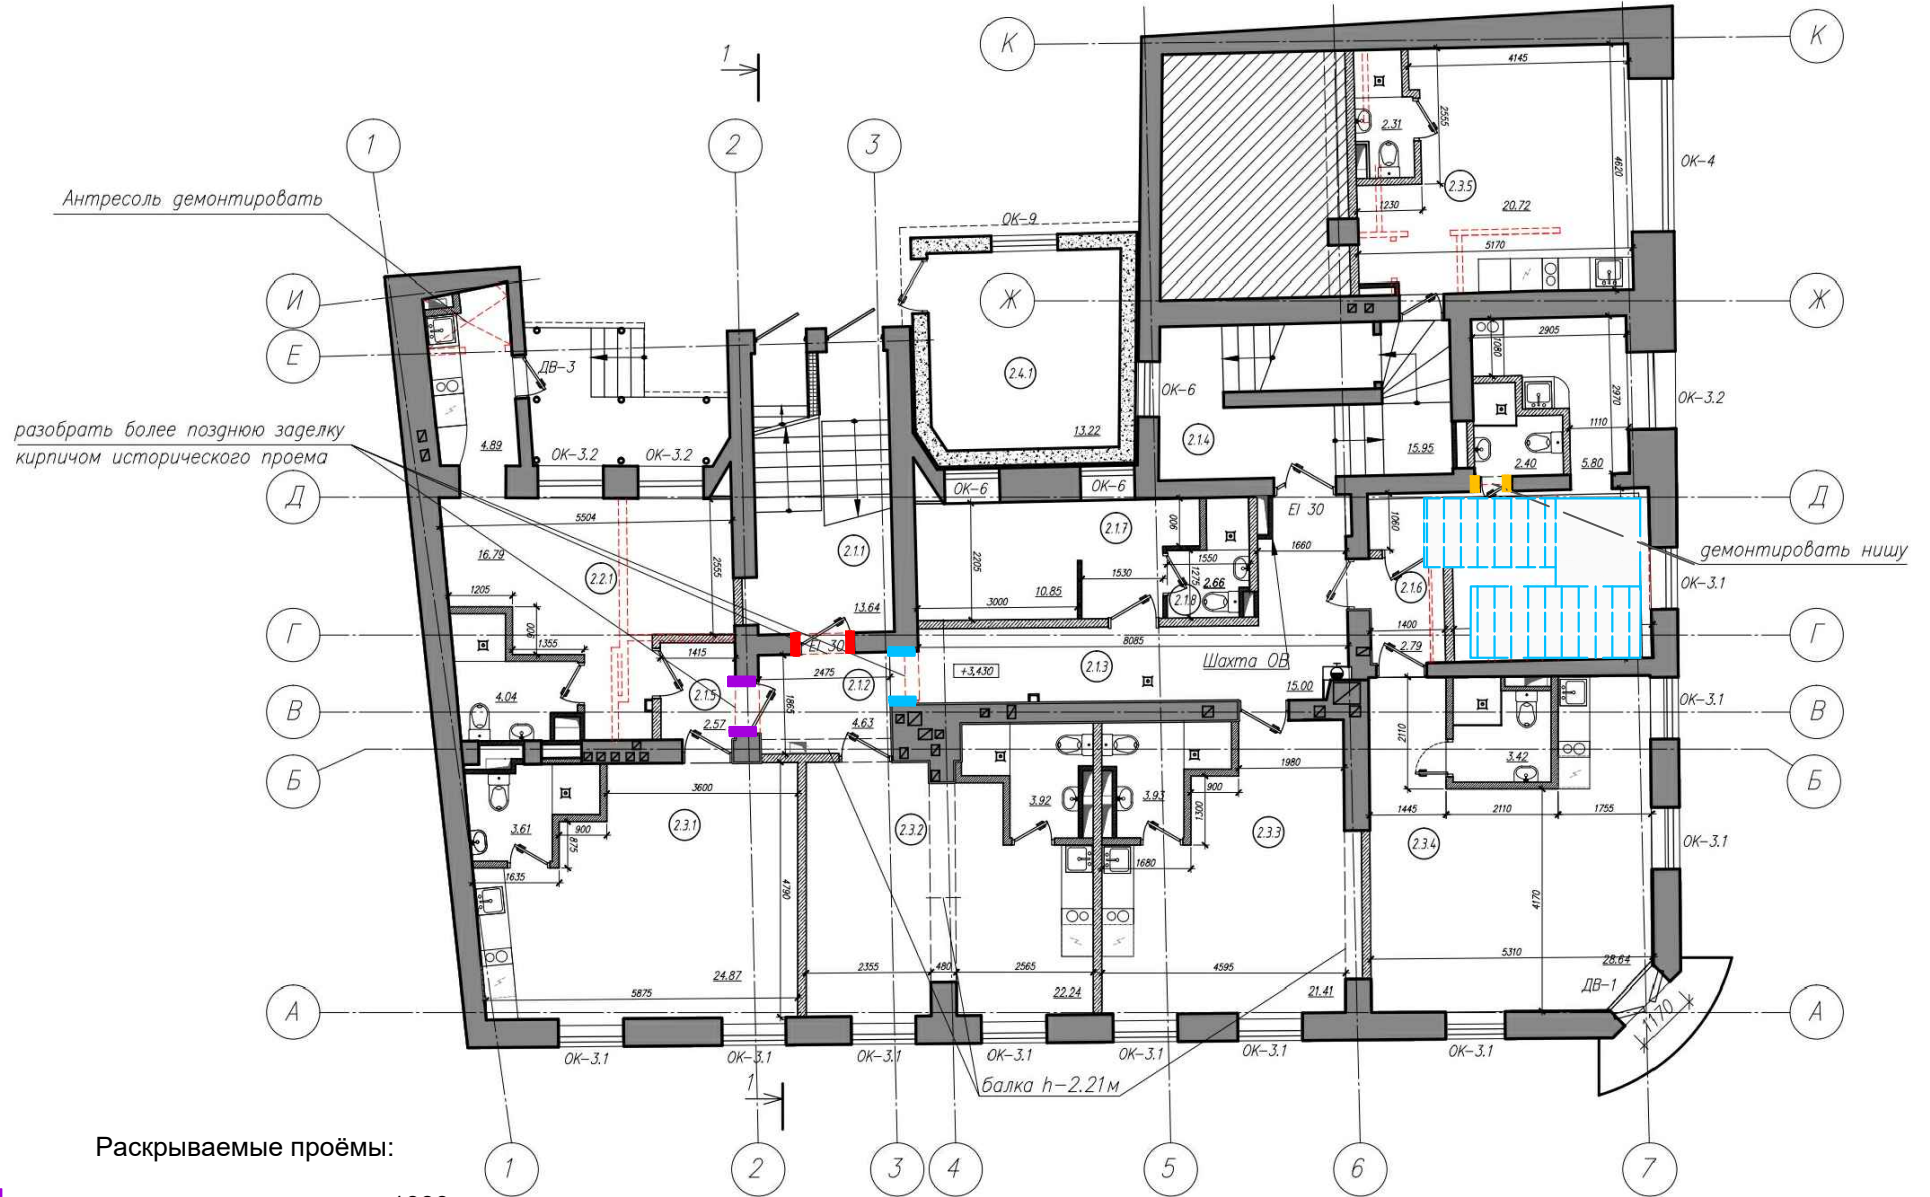 1
К
К
4145
2555
2.31
ОК-4
4620
1
2
3
2.3.5
Антресоль демонтировать
1230
20.72
ОК-9
5170
И
Ж
Ж
Е
ДВ-3
2.4.1
2905
1080
ОК-6
ОК-3.2
2970
разобрать более позднюю заделку
кирпичом исторического проема
4.89
ОК-3.2
ОК-3.2
13.22
2.1.4
15.95
1110
2.40
5.80
Д
ОК-6
ОК-6
EI 30
Д
5504
2.1.7
900
1060
демонтировать нишу
16.79
2.2.1
2555
2.1.1
2205
1550
1660
1275
2.66
ОК-3.1
1205
10.85
1530
2.1.8
2.1.6
900
13.64
3000
Г
1355
1415
EI 30
8085
1400
Г
2475
2.1.2
+3,430
2.1.3
Шахта ОВ
2.79
4.04
2.1.5
1865
15.00
ОК-3.1
В
2.57
4.63
В
2110
Б
1980
3.42
Б
3600
3.61
900
875
2.3.1
2.3.2
3.92
3.93
900
1300
2.3.3
1445
2110
1755
2.3.4
ОК-3.1
1635
4790
1680
4170
24.87
2355
480
2565
4595
5310
28.64
5875
22.24
21.41
ДВ-1
А
1170
А
ОК-3.1
ОК-3.1
ОК-3.1
ОК-3.1
ОК-3.1
ОК-3.1
ОК-3.1
1
балка h-2.21м
Раскрываемые проёмы:
1
2
3
4
5
6
7